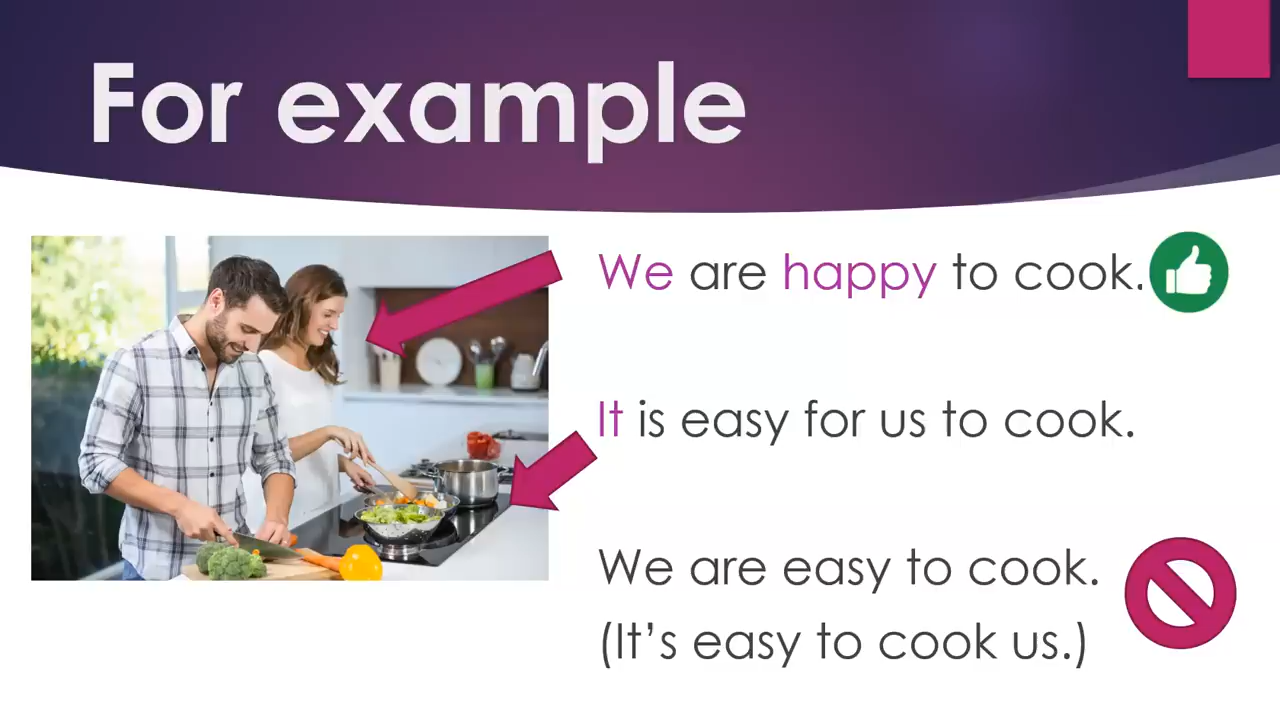 For example
We are happy to cook.
It is easy for us to cook.
We are easy to cook.
(It’s easy to cook us.)